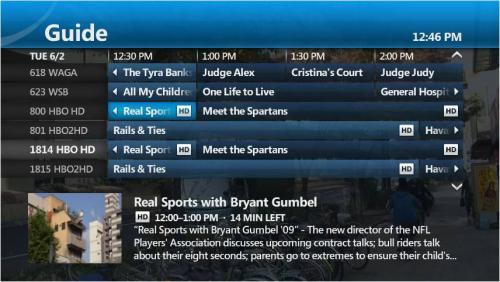 Guide
12:46 PM
TUE 6/2 12:30 PM 1:00 PM 1:30 PM 2:00 PM
618 WAGA The Tyra Banks Judge Alex Cristina's Court Judge Judy
623 WSB All My Childre One Life to Live General Hospit
800 HBO HD Real Sport HD Meet the Spartans HD
801 HBO2HD Rails & Ties HD Hava
1814 HBO HD Real Sport HD Meet the Spartans HD
1815 HBO2HD Rails & Ties HD Hava
Real Sports with Bryant Gumbel
HD 12:00–1:00 PM · 14 MIN LEFT
"Real Sports with Bryant Gumbel '09" - The new director of the NFL
Players' Association discusses upcoming contract talks; bull riders talk
about their eight seconds; parents go to extremes to ensure their child's...